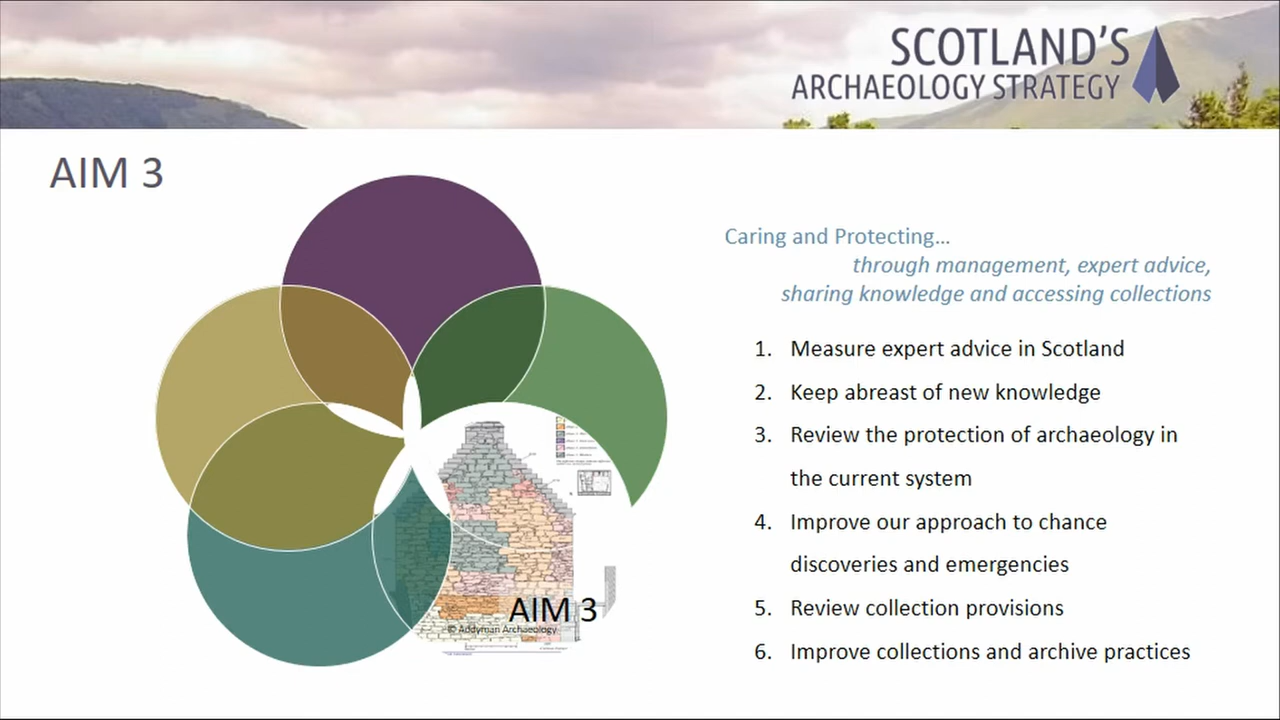 SCOTLAND'S
ARCHAEOLOGY STRATEGY
AIM 3
Caring and Protecting...
through management, expert advice,
sharing knowledge and accessing collections
1. Measure expert advice in Scotland
2. Keep abreast of new knowledge
3. Review the protection of archaeology in
the current system
4. Improve our approach to chance
discoveries and emergencies
5. Review collection provisions
6. Improve collections and archive practices
AIM 3
© Addyman Archaeology